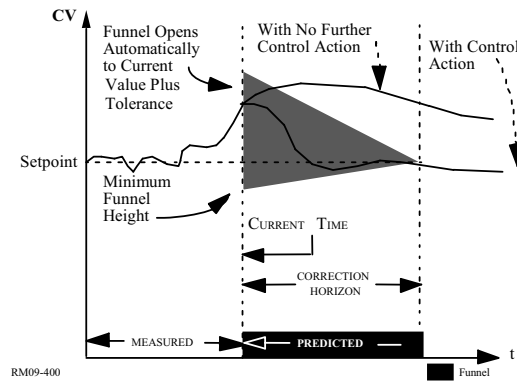 CV
Funnel Opens
Automatically
to Current
Value Plus
Tolerance
With No Further
Control Action
With Control
Action
Setpoint
Minimum
Funnel
Height
CURRENT TIME
CORRECTION
HORIZON
MEASURED
PREDICTED
t
RM09-400
Funnel